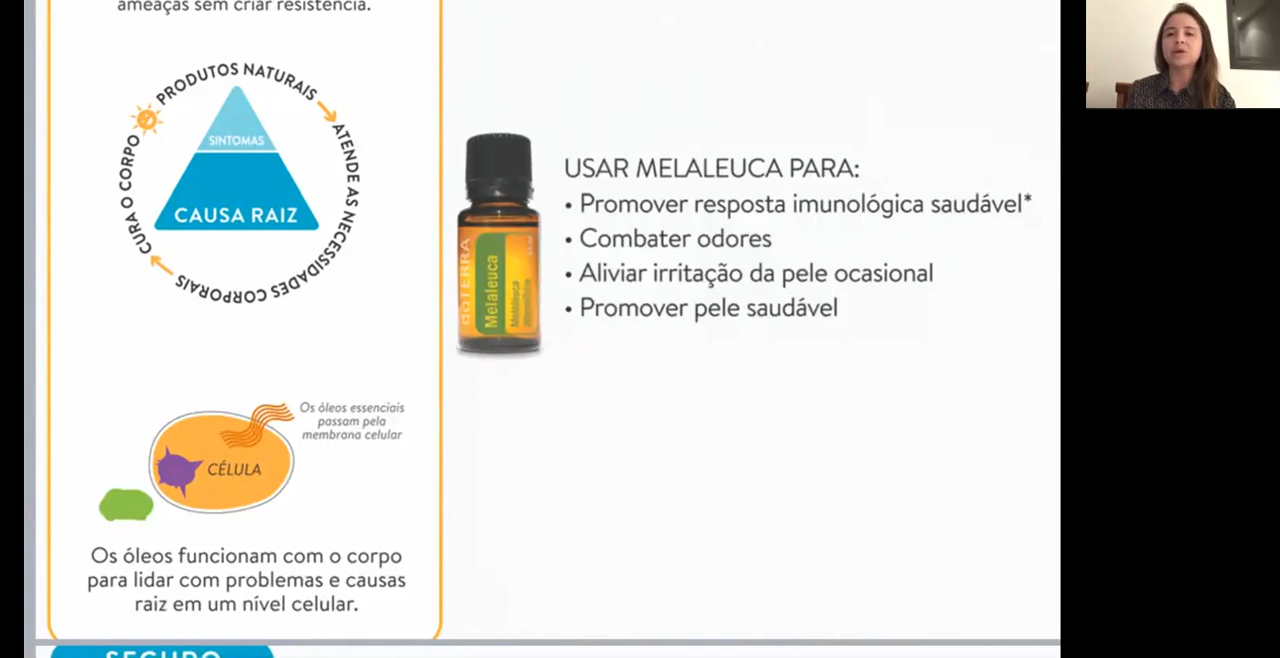 ameaças sem criar resistência.
PRODUTOS NATURAIS
ATENDE AS NECESSIDADES CORPORAIS
CURA O CORPO
SINTOMAS
CAUSA RAIZ
Os óleos essenciais
passam pela
membrana celular
CÉLULA
Os óleos funcionam com o corpo
para lidar com problemas e causas
raiz em um nível celular.
dōTERRA
Melaleuca
Melaleuca
USAR MELALEUCA PARA:
• Promover resposta imunológica saudável*
• Combater odores
• Aliviar irritação da pele ocasional
• Promover pele saudável
SEGURO